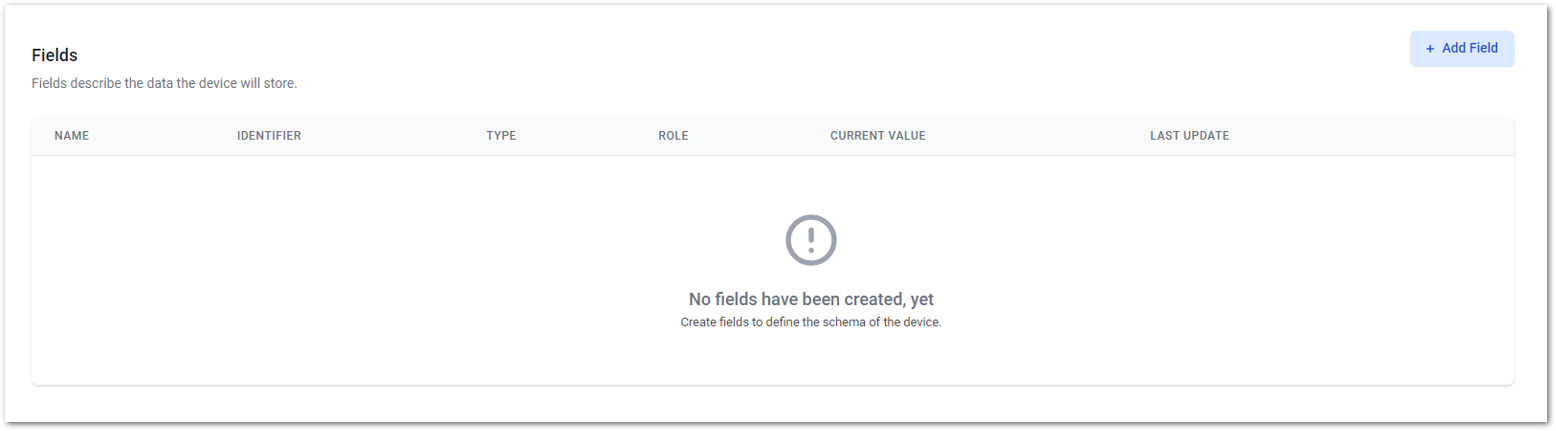 Fields
+ Add Field
Fields describe the data the device will store.
NAME IDENTIFIER TYPE ROLE CURRENT VALUE LAST UPDATE
No fields have been created, yet
Create fields to define the schema of the device.